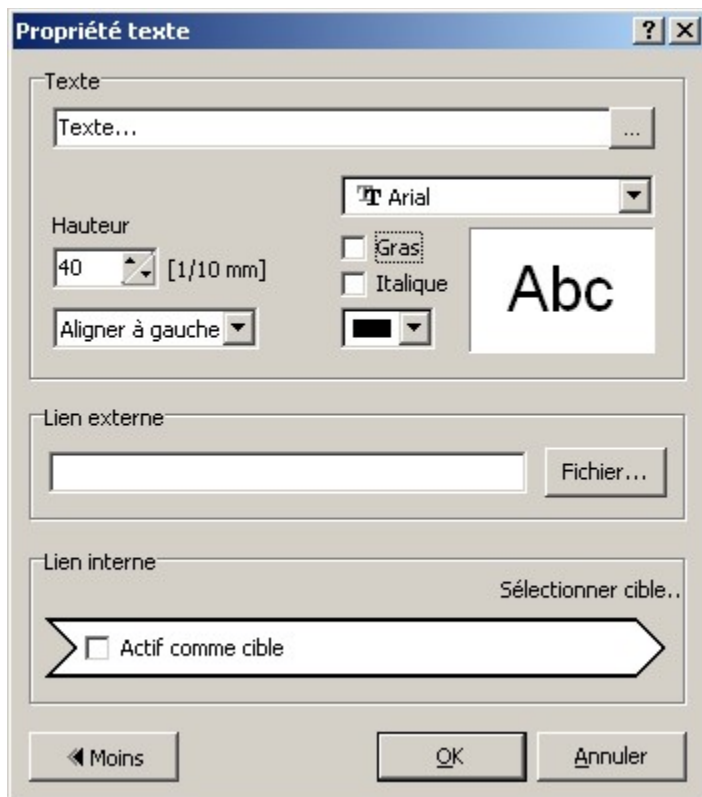 Propriété texte
Texte
Texte...
...
Arial
Hauteur
Gras
40 [1/10 mm]
Italique
Abc
Aligner à gauche
Lien externe
Fichier...
Lien interne
Sélectionner cible..
Actif comme cible
Moins OK Annuler